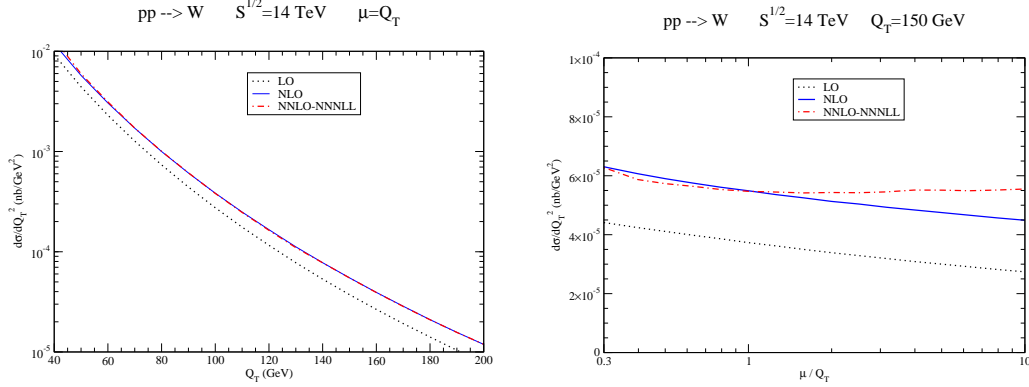 pp --> W S^1/2=14 TeV μ=Q_T
10^-2
10^-3
10^-4
10^-5
dσ/dQ_T^2 (nb/GeV^2)
LO
NLO
NNLO-NNNLL
40 60 80 100 120 140 160 180 200
Q_T (GeV)
pp --> W S^1/2=14 TeV Q_T=150 GeV
1×10^-4
8×10^-5
6×10^-5
4×10^-5
2×10^-5
0
dσ/dQ_T^2 (nb/GeV^2)
LO
NLO
NNLO-NNNLL
0.3 1 10
μ / Q_T